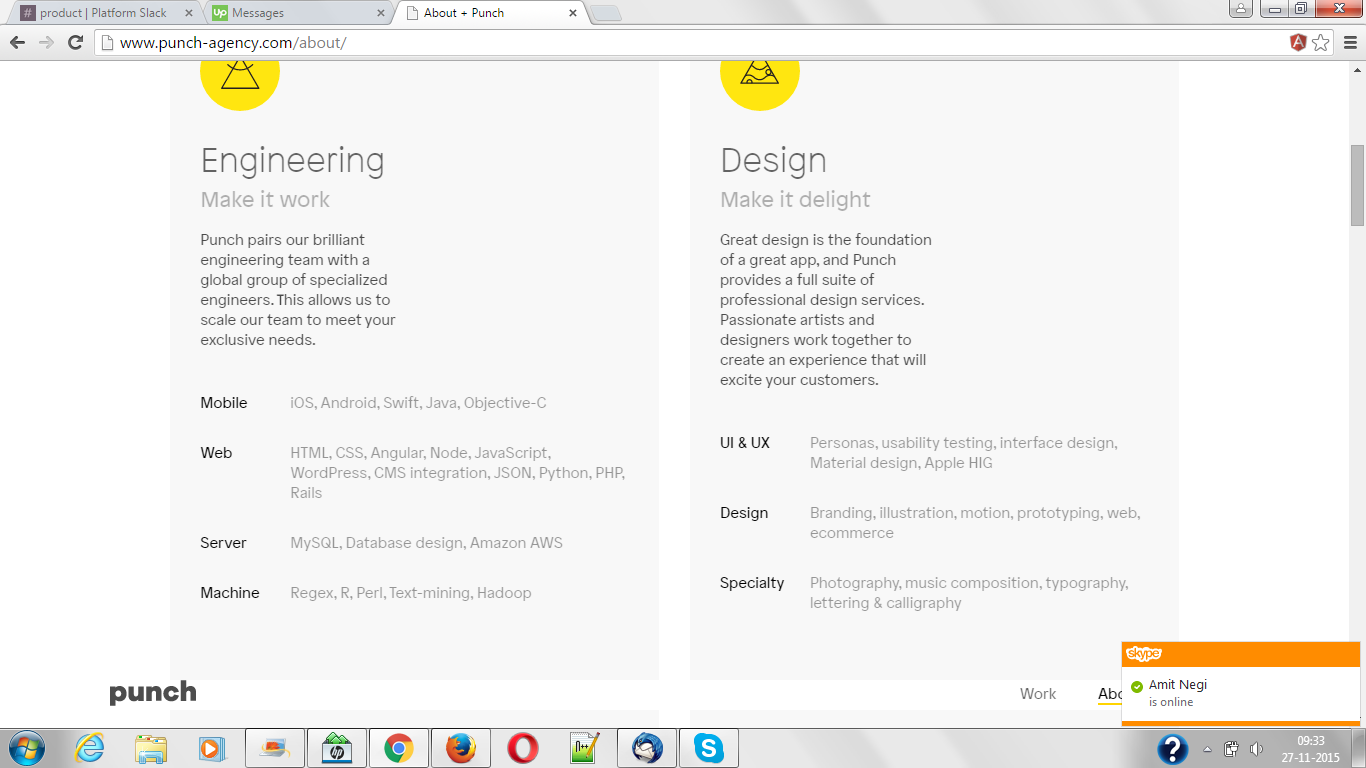 product | Platform Slack
Messages
About + Punch
www.punch-agency.com/about/
Engineering
Make it work
Punch pairs our brilliant
engineering team with a
global group of specialized
engineers. This allows us to
scale our team to meet your
exclusive needs.
Mobile iOS, Android, Swift, Java, Objective-C
Web HTML, CSS, Angular, Node, JavaScript,
WordPress, CMS integration, JSON, Python, PHP,
Rails
Server MySQL, Database design, Amazon AWS
Machine Regex, R, Perl, Text-mining, Hadoop
Design
Make it delight
Great design is the foundation
of a great app, and Punch
provides a full suite of
professional design services.
Passionate artists and
designers work together to
create an experience that will
excite your customers.
UI & UX Personas, usability testing, interface design,
Material design, Apple HIG
Design Branding, illustration, motion, prototyping, web,
ecommerce
Specialty Photography, music composition, typography,
lettering & calligraphy
punch
Work Abo
skype
Amit Negi
is online
09:33
27-11-2015